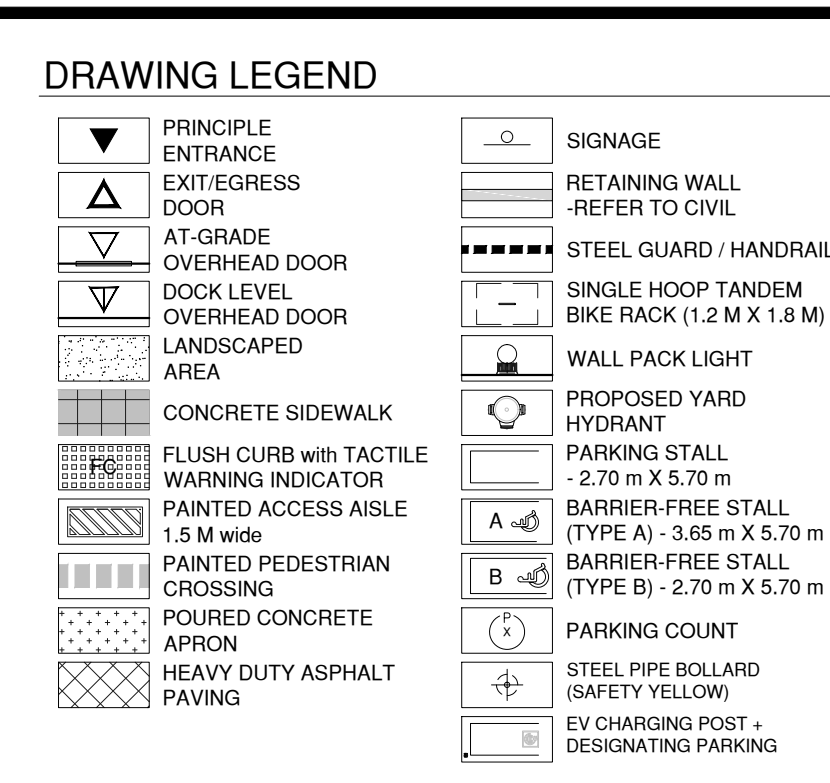 DRAWING LEGEND
PRINCIPLE
ENTRANCE
EXIT/EGRESS
DOOR
AT-GRADE
OVERHEAD DOOR
DOCK LEVEL
OVERHEAD DOOR
LANDSCAPED
AREA
CONCRETE SIDEWALK
FC
FLUSH CURB with TACTILE
WARNING INDICATOR
PAINTED ACCESS AISLE
1.5 M wide
PAINTED PEDESTRIAN
CROSSING
POURED CONCRETE
APRON
HEAVY DUTY ASPHALT
PAVING
SIGNAGE
RETAINING WALL
-REFER TO CIVIL
STEEL GUARD / HANDRAIL
SINGLE HOOP TANDEM
BIKE RACK (1.2 M X 1.8 M)
WALL PACK LIGHT
PROPOSED YARD
HYDRANT
PARKING STALL
- 2.70 m X 5.70 m
A
BARRIER-FREE STALL
(TYPE A) - 3.65 m X 5.70 m
B
BARRIER-FREE STALL
(TYPE B) - 2.70 m X 5.70 m
P
X
PARKING COUNT
STEEL PIPE BOLLARD
(SAFETY YELLOW)
EV CHARGING POST +
DESIGNATING PARKING